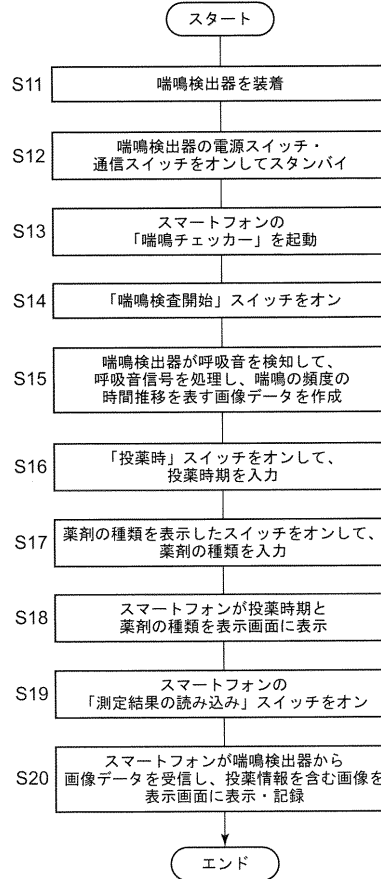 スタート
S11
喘鳴検出器を装着
S12
喘鳴検出器の電源スイッチ・
通信スイッチをオンしてスタンバイ
S13
スマートフォンの
「喘鳴チェッカー」を起動
S14
「喘鳴検査開始」スイッチをオン
S15
喘鳴検出器が呼吸音を検知して、
呼吸音信号を処理し、喘鳴の頻度の
時間推移を表す画像データを作成
S16
「投薬時」スイッチをオンして、
投薬時期を入力
S17
薬剤の種類を表示したスイッチをオンして、
薬剤の種類を入力
S18
スマートフォンが投薬時期と
薬剤の種類を表示画面に表示
S19
スマートフォンの
「測定結果の読み込み」スイッチをオン
S20
スマートフォンが喘鳴検出器から
画像データを受信し、投薬情報を含む画像を
表示画面に表示・記録
エンド